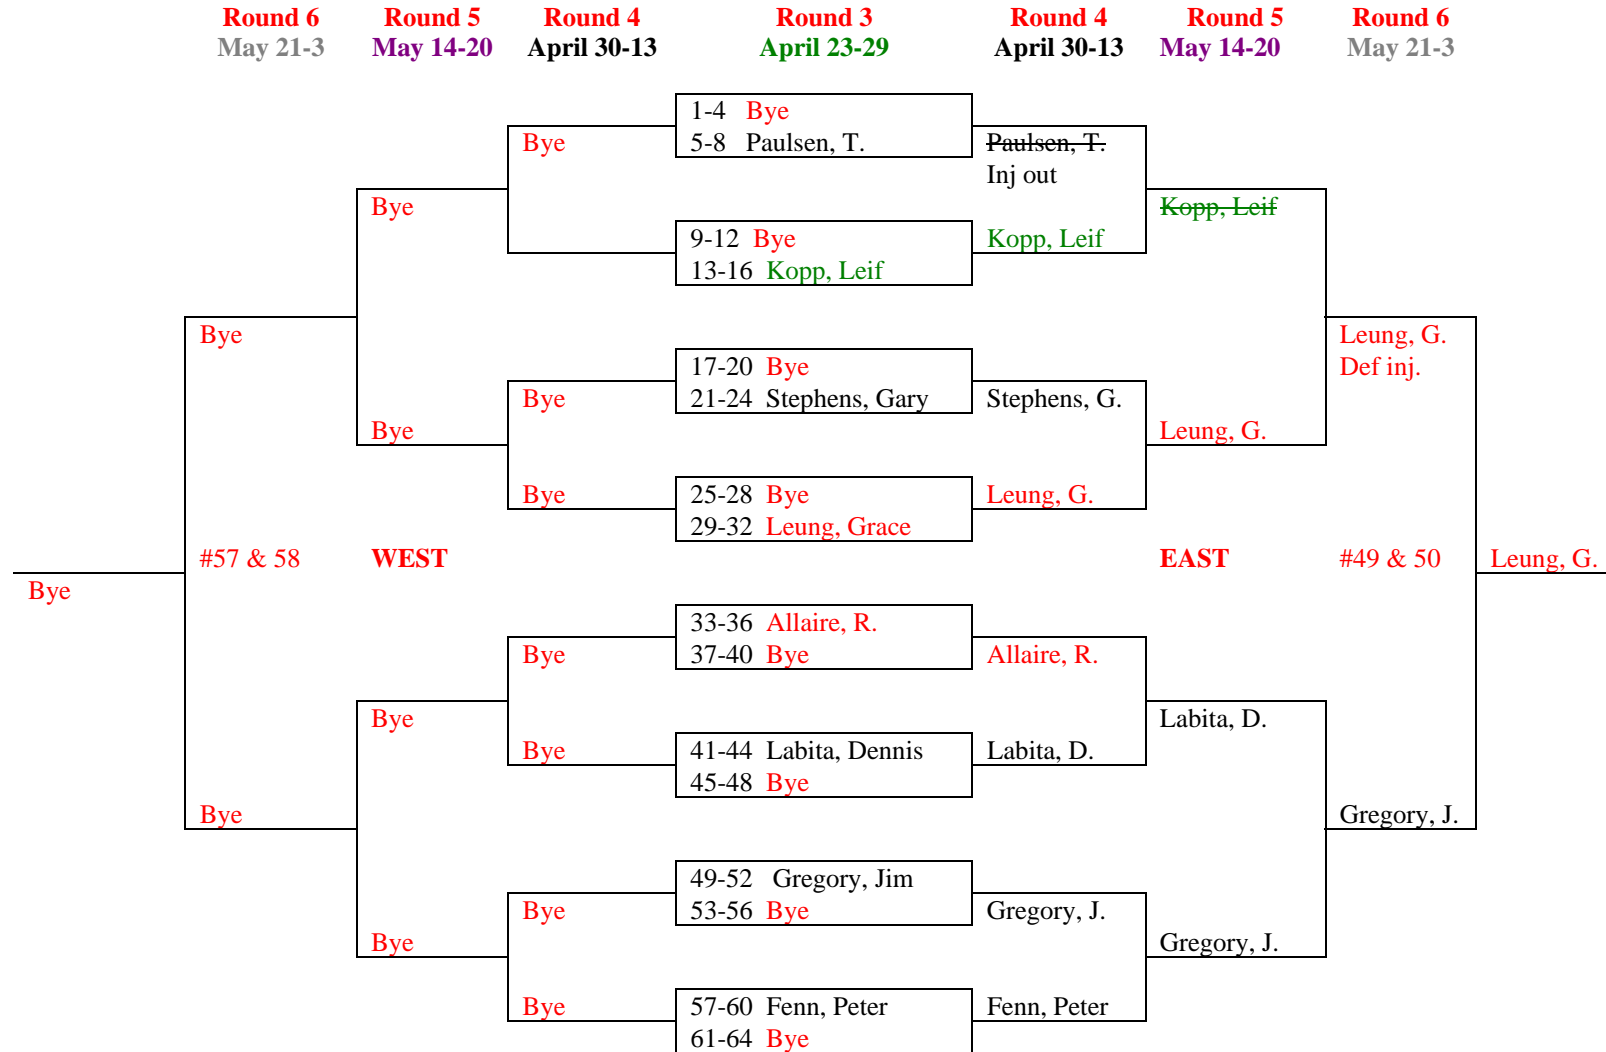 Round 6 Round 5 Round 4 Round 3 Round 4 Round 5 Round 6
May 21-3 May 14-20 April 30-13 April 23-29 April 30-13 May 14-20 May 21-3
1-4 Bye
Bye 5-8 Paulsen, T. Paulsen, T.
Inj out
Bye Kopp, Leif
9-12 Bye Kopp, Leif
13-16 Kopp, Leif
Bye Leung, G.
17-20 Bye Def inj.
Bye 21-24 Stephens, Gary Stephens, G.
Bye Leung, G.
Bye 25-28 Bye Leung, G.
29-32 Leung, Grace
#57 & 58 WEST EAST #49 & 50 Leung, G.
Bye
33-36 Allaire, R.
Bye 37-40 Bye Allaire, R.
Bye Labita, D.
Bye 41-44 Labita, Dennis Labita, D.
45-48 Bye
Bye Gregory, J.
49-52 Gregory, Jim
Bye 53-56 Bye Gregory, J.
Bye Gregory, J.
Bye 57-60 Fenn, Peter Fenn, Peter
61-64 Bye